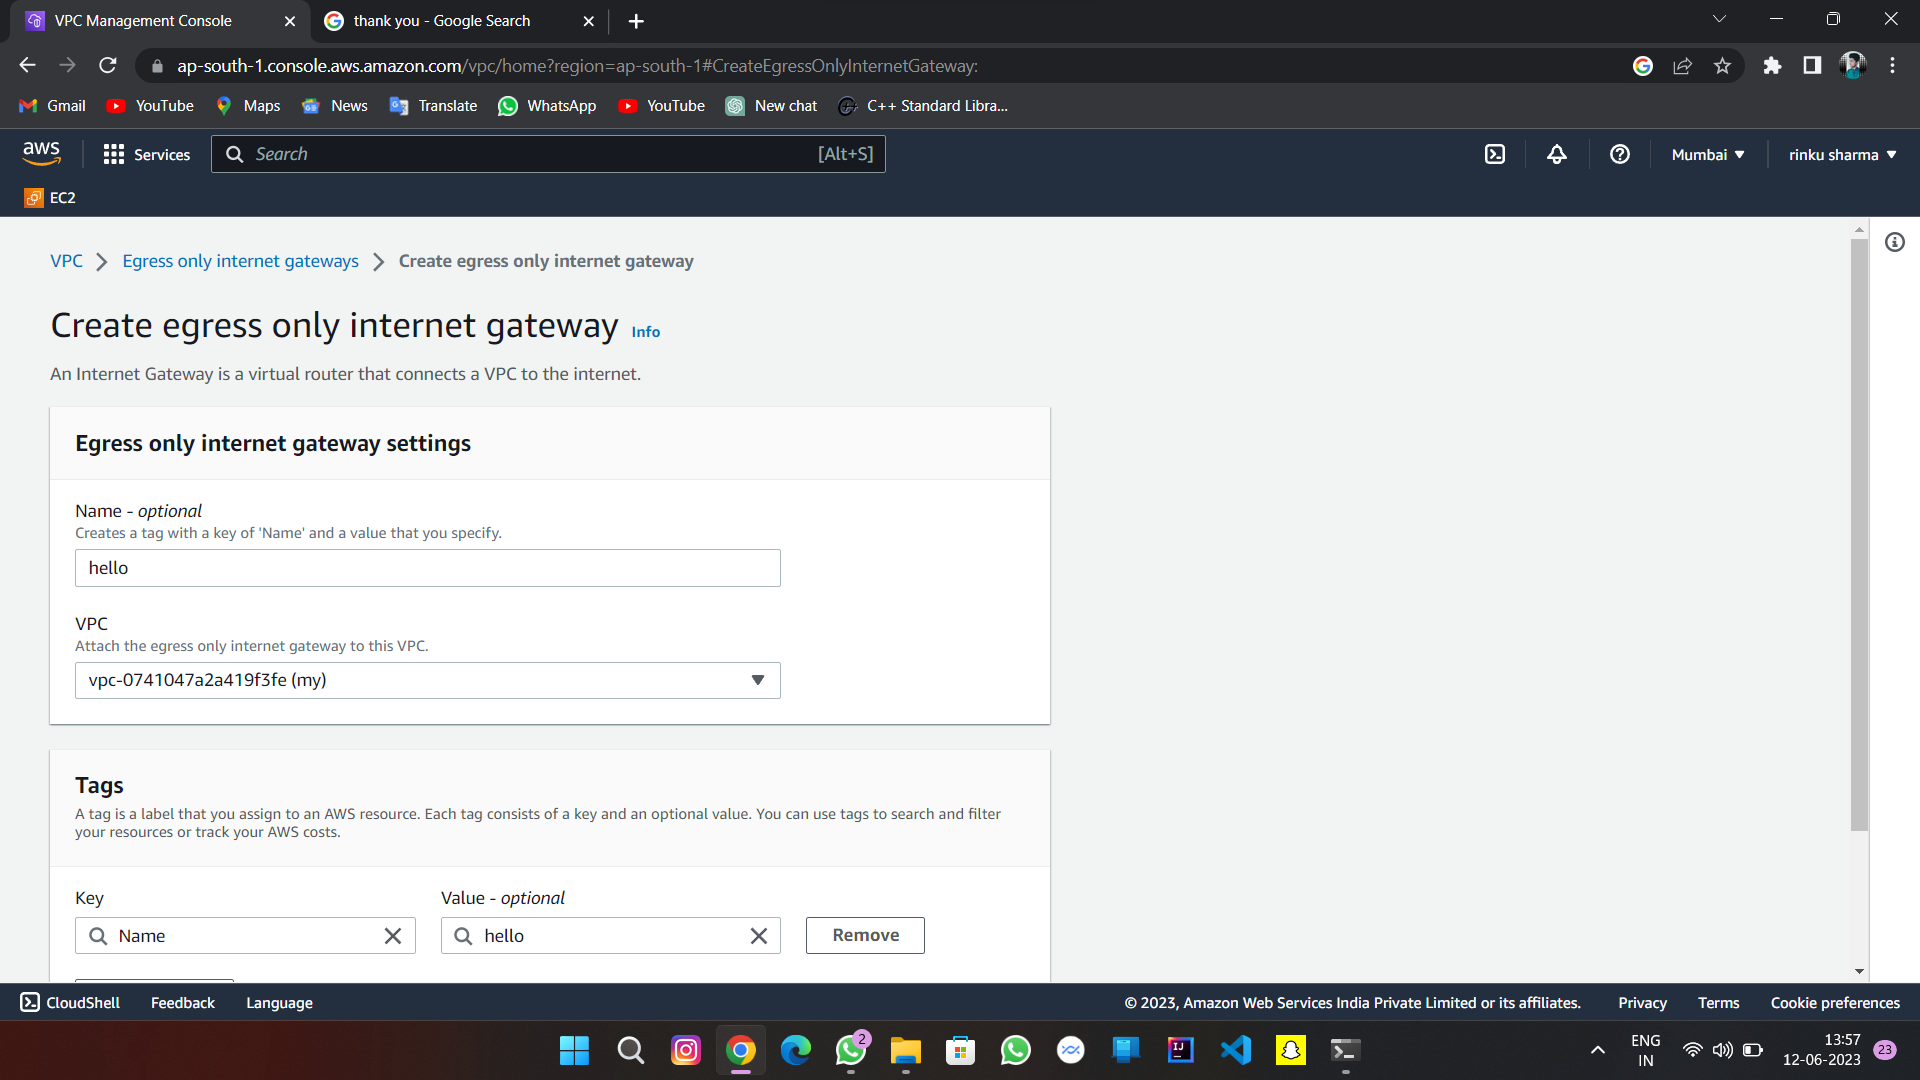 VPC Management Console
thank you - Google Search
ap-south-1.console.aws.amazon.com/vpc/home?region=ap-south-1#CreateEgressOnlyInternetGateway:
Gmail YouTube Maps News Translate WhatsApp YouTube New chat C++ Standard Libra...
aws Services Search [Alt+S] Mumbai rinku sharma
EC2
VPC Egress only internet gateways Create egress only internet gateway
Create egress only internet gateway Info
An Internet Gateway is a virtual router that connects a VPC to the internet.
Egress only internet gateway settings
Name - optional
Creates a tag with a key of 'Name' and a value that you specify.
hello
VPC
Attach the egress only internet gateway to this VPC.
vpc-0741047a2a419f3fe (my)
Tags
A tag is a label that you assign to an AWS resource. Each tag consists of a key and an optional value. You can use tags to search and filter
your resources or track your AWS costs.
Key Value - optional
Name hello Remove
CloudShell Feedback Language © 2023, Amazon Web Services India Private Limited or its affiliates. Privacy Terms Cookie preferences
2
IJ
ENG
IN
13:57
12-06-2023
23